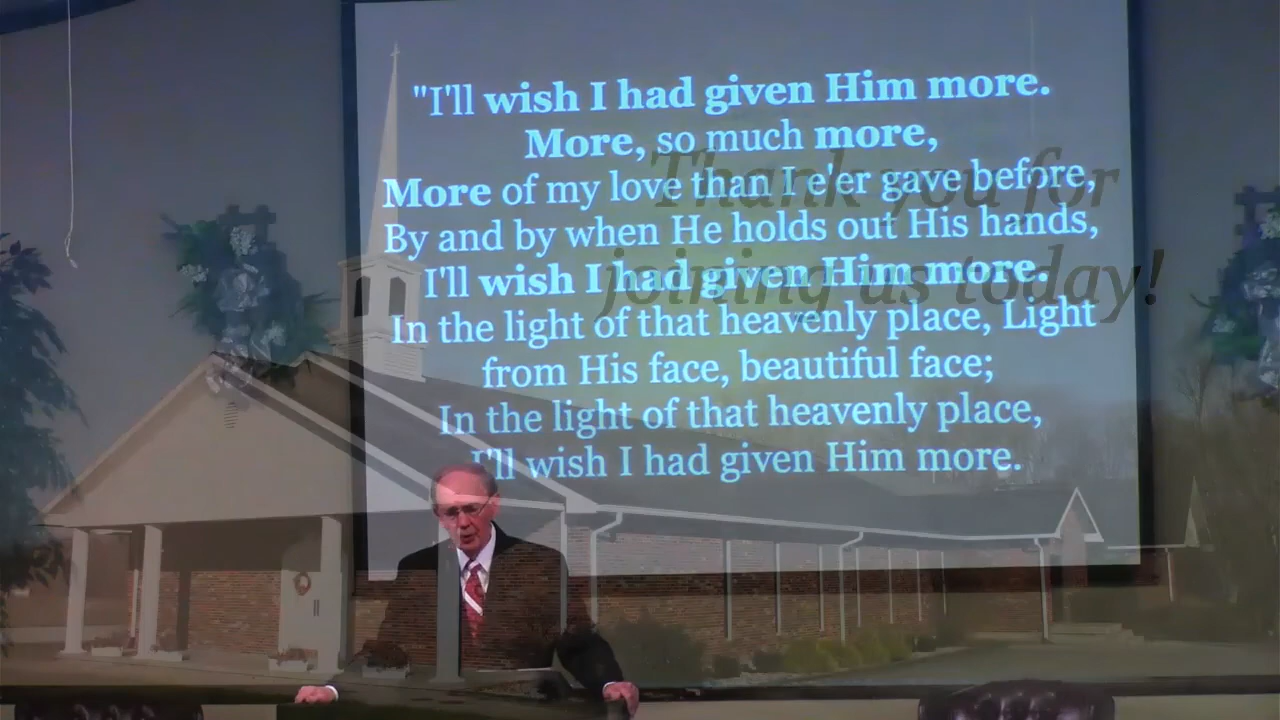 "I'll wish I had given Him more.
More, so much more,
More of my love than I e'er gave before,
By and by when He holds out His hands,
I'll wish I had given Him more.
In the light of that heavenly place, Light
from His face, beautiful face;
In the light of that heavenly place,
I'll wish I had given Him more.
Thank you for
joining us today!